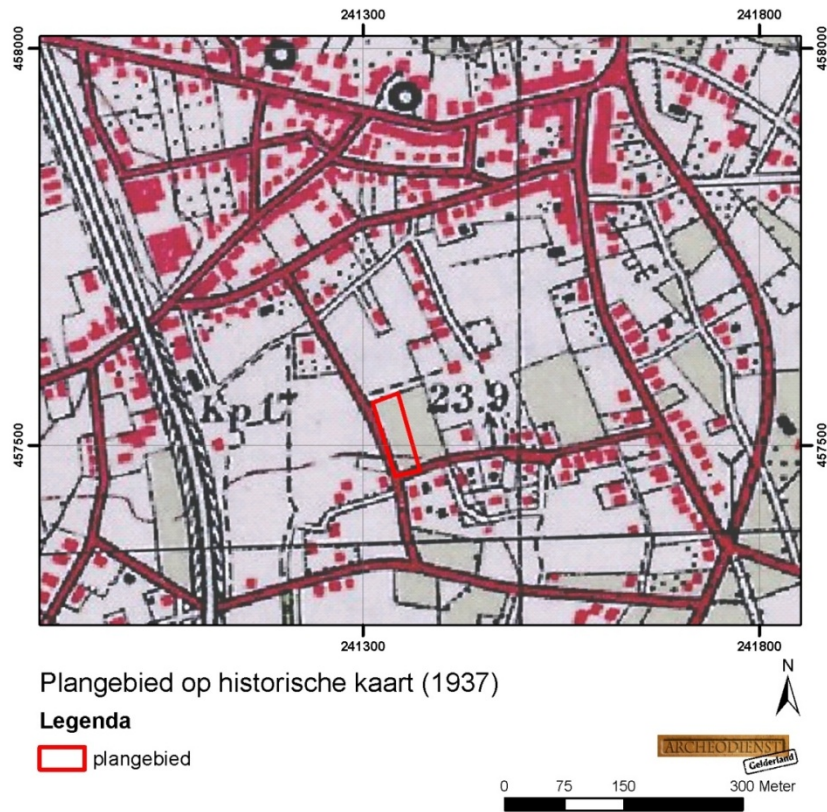 241300 241800
458000 458000
Kp.L
23.9
457500 457500
241300 241800
Plangebied op historische kaart (1937)
N
Legenda
plangebied
ARCHEODIENST
Gelderland
0 75 150 300 Meter